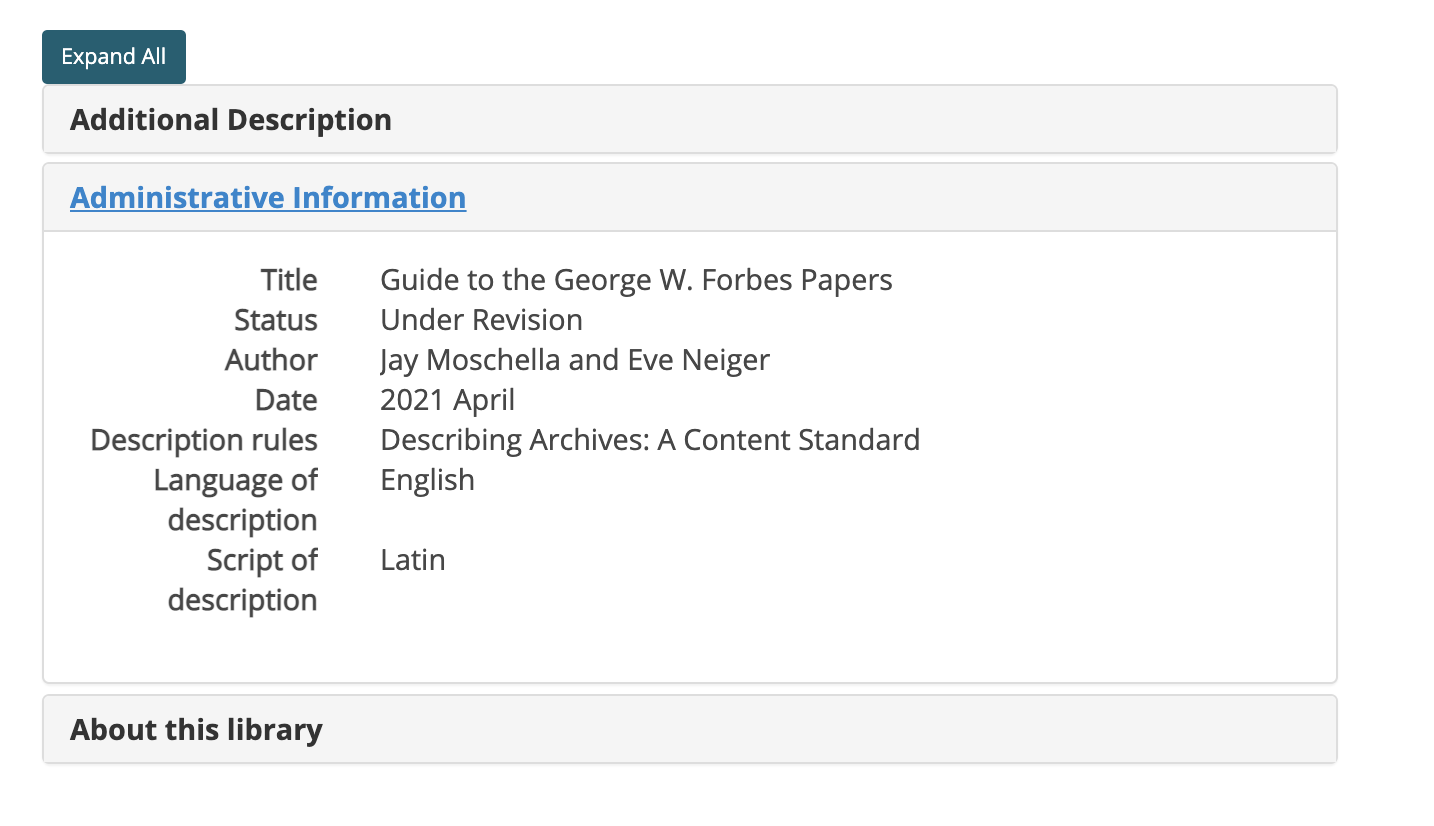 Expand All
Additional Description
Administrative Information
Title Guide to the George W. Forbes Papers
Status Under Revision
Author Jay Moschella and Eve Neiger
Date 2021 April
Description rules Describing Archives: A Content Standard
Language of English
description
Script of Latin
description
About this library